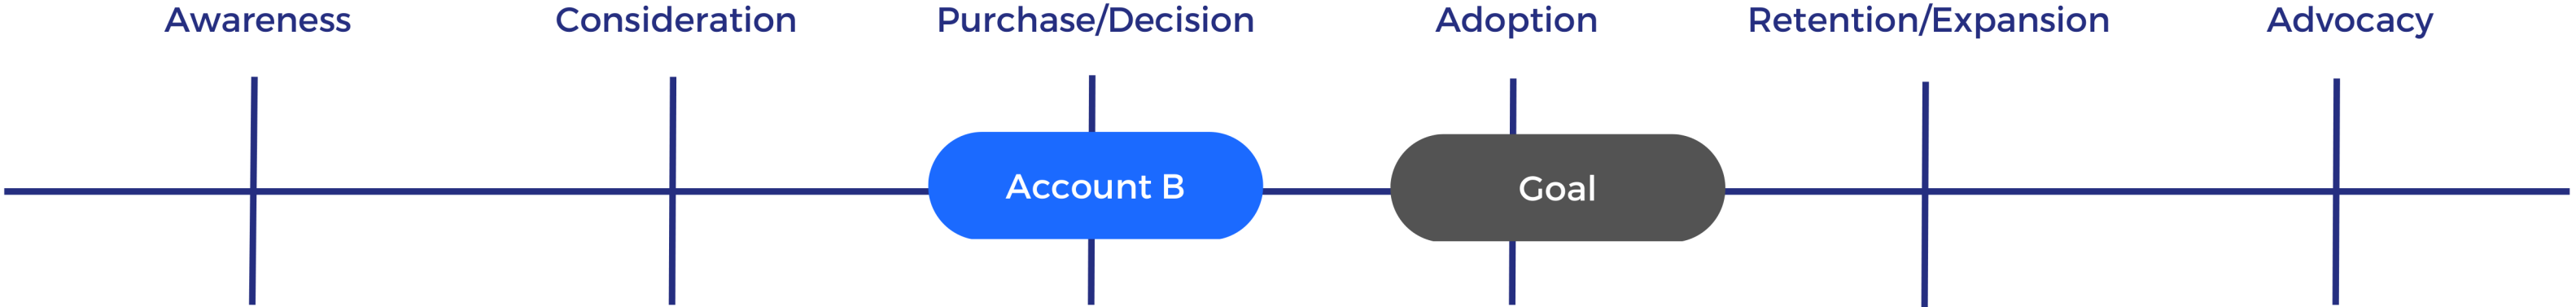 Awareness
Consideration
Purchase/Decision
Adoption
Retention/Expansion
Advocacy
Account B
Goal